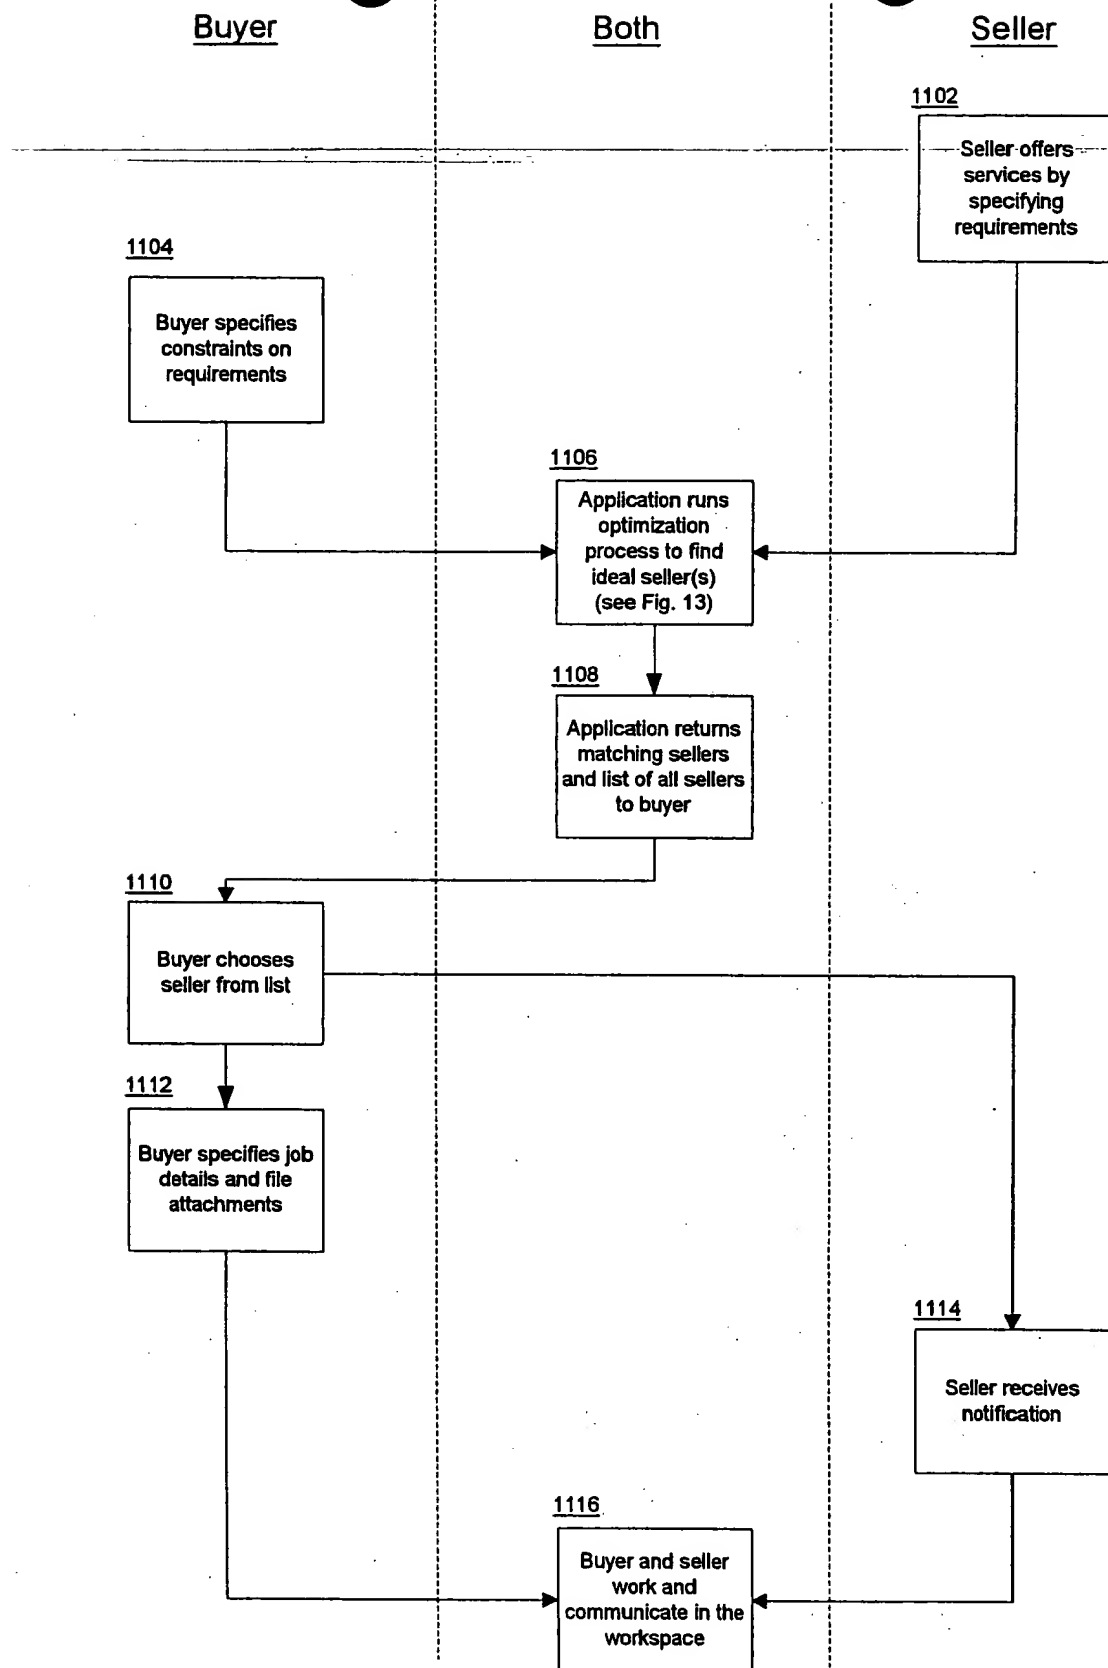 Buyer
Both
Seller
1102
Seller offers
services by
specifying
requirements
1104
Buyer specifies
constraints on
requirements
1106
Application runs
optimization
process to find
ideal seller(s)
(see Fig. 13)
1108
Application returns
matching sellers
and list of all sellers
to buyer
1110
Buyer chooses
seller from list
1112
Buyer specifies job
details and file
attachments
1114
Seller receives
notification
1116
Buyer and seller
work and
communicate in the
workspace